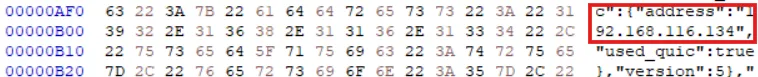 00000AF0 63 22 3A 7B 22 61 64 64 72 65 73 73 22 3A 22 31 c":{"address":"1
00000B00 39 32 2E 31 36 38 2E 31 31 36 2E 31 33 34 22 2C 92.168.116.134",
00000B10 22 75 73 65 64 5F 71 75 69 63 22 3A 74 72 75 65 "used_quic":true
00000B20 7D 2C 22 76 65 72 73 69 6F 6E 22 3A 35 7D 2C 22 },"version":5},"